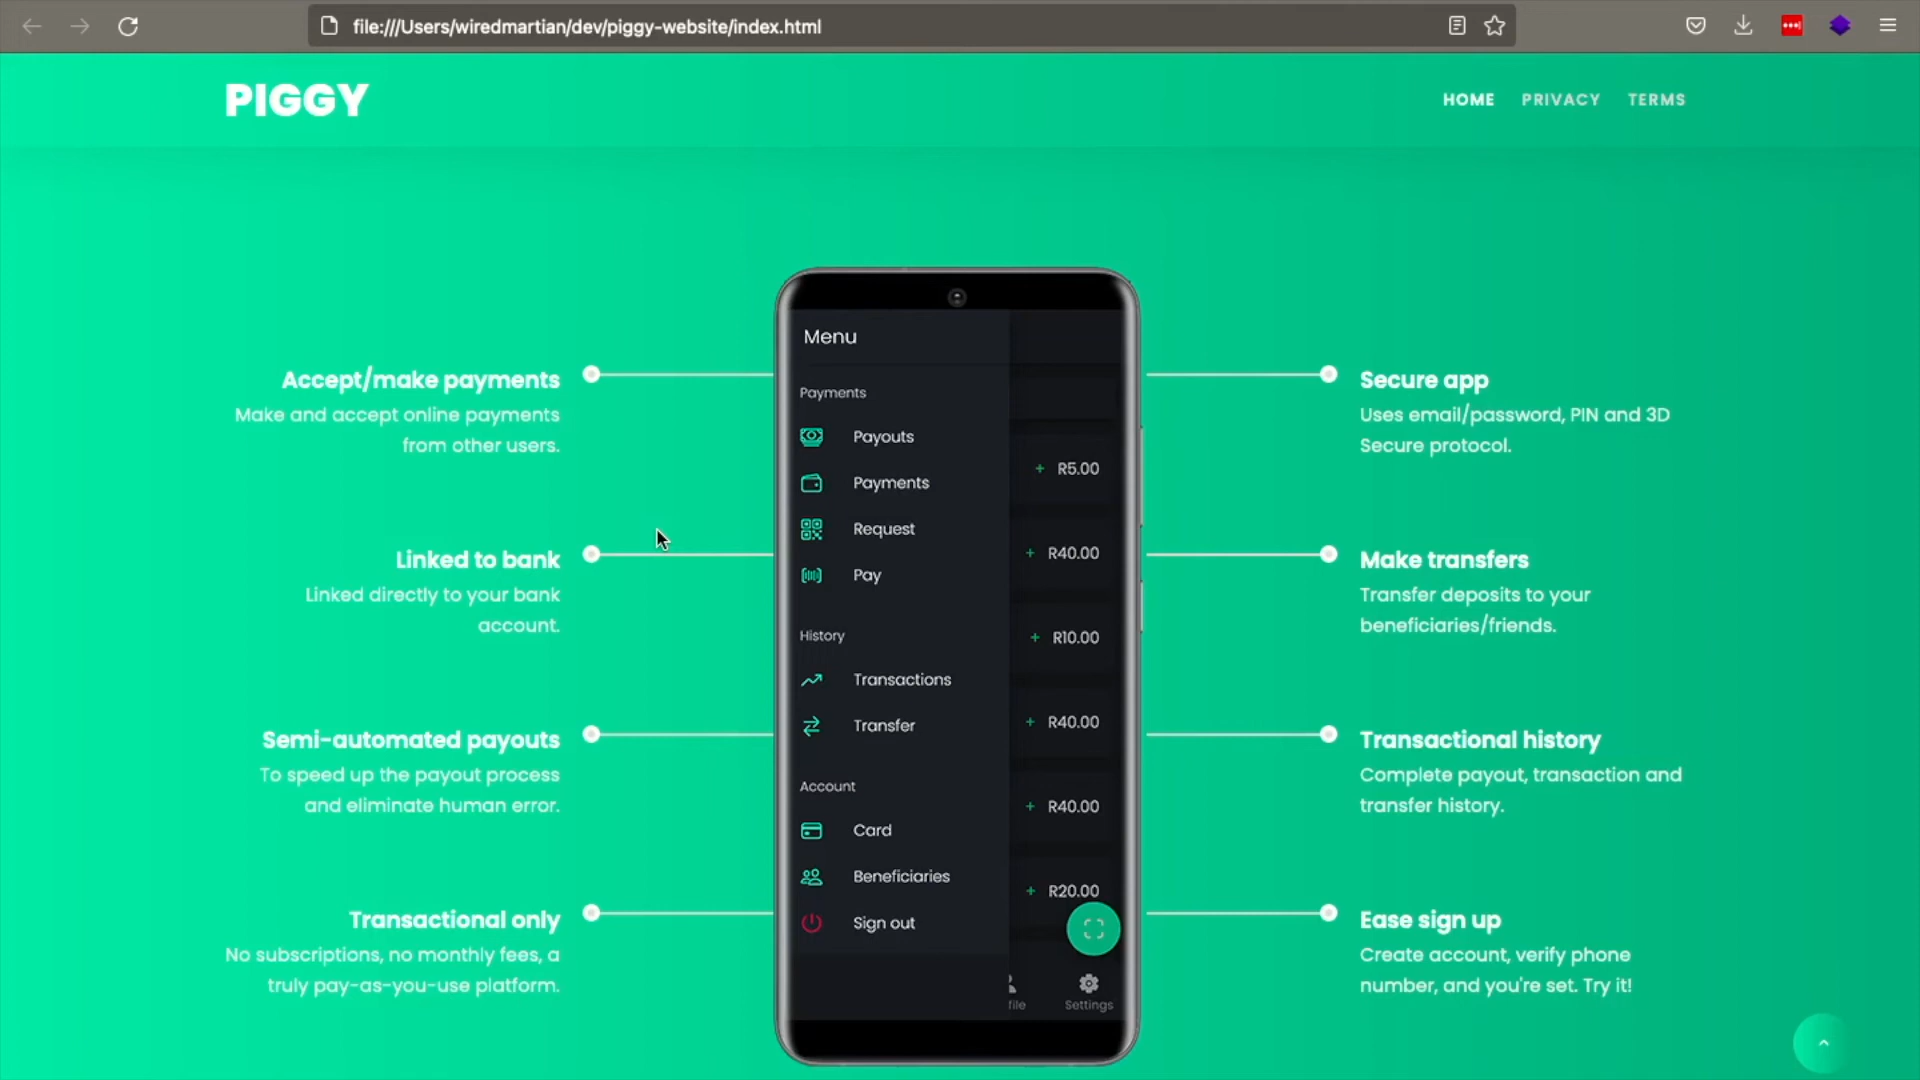 file:///Users/wiredmartian/dev/piggy-website/index.html
PIGGY
HOME PRIVACY TERMS
Accept/make payments
Make and accept online payments
from other users.
Linked to bank
Linked directly to your bank
account.
Semi-automated payouts
To speed up the payout process
and eliminate human error.
Transactional only
No subscriptions, no monthly fees, a
truly pay-as-you-use platform.
Menu
Payments
Payouts
Payments
Request
Pay
History
Transactions
Transfer
Account
Card
Beneficiaries
Sign out
+ R5.00
+ R40.00
+ R10.00
+ R40.00
+ R40.00
+ R20.00
file
Settings
Secure app
Uses email/password, PIN and 3D
Secure protocol.
Make transfers
Transfer deposits to your
beneficiaries/friends.
Transactional history
Complete payout, transaction and
transfer history.
Ease sign up
Create account, verify phone
number, and you're set. Try it!